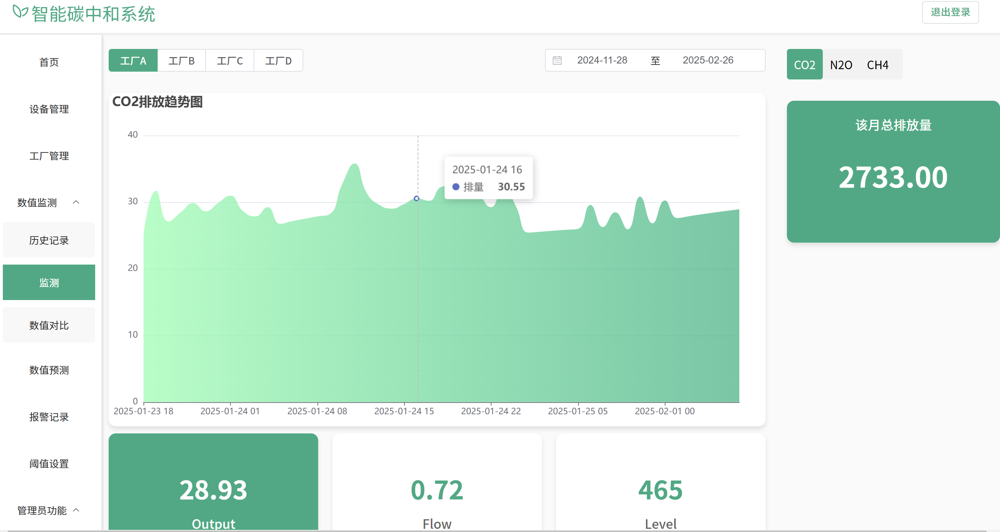 智能碳中和系统
退出登录
首页
设备管理
工厂管理
数值监测
历史记录
监测
数值对比
数值预测
报警记录
阈值设置
管理员功能
工厂A 工厂B 工厂C 工厂D
2024-11-28 至 2025-02-26
CO2 N2O CH4
CO2排放趋势图
40
30
20
10
0
2025-01-24 16
排量 30.55
2025-01-23 18 2025-01-24 01 2025-01-24 08 2025-01-24 15 2025-01-24 22 2025-01-25 05 2025-02-01 00
该月总排放量
2733.00
28.93
Output
0.72
Flow
465
Level